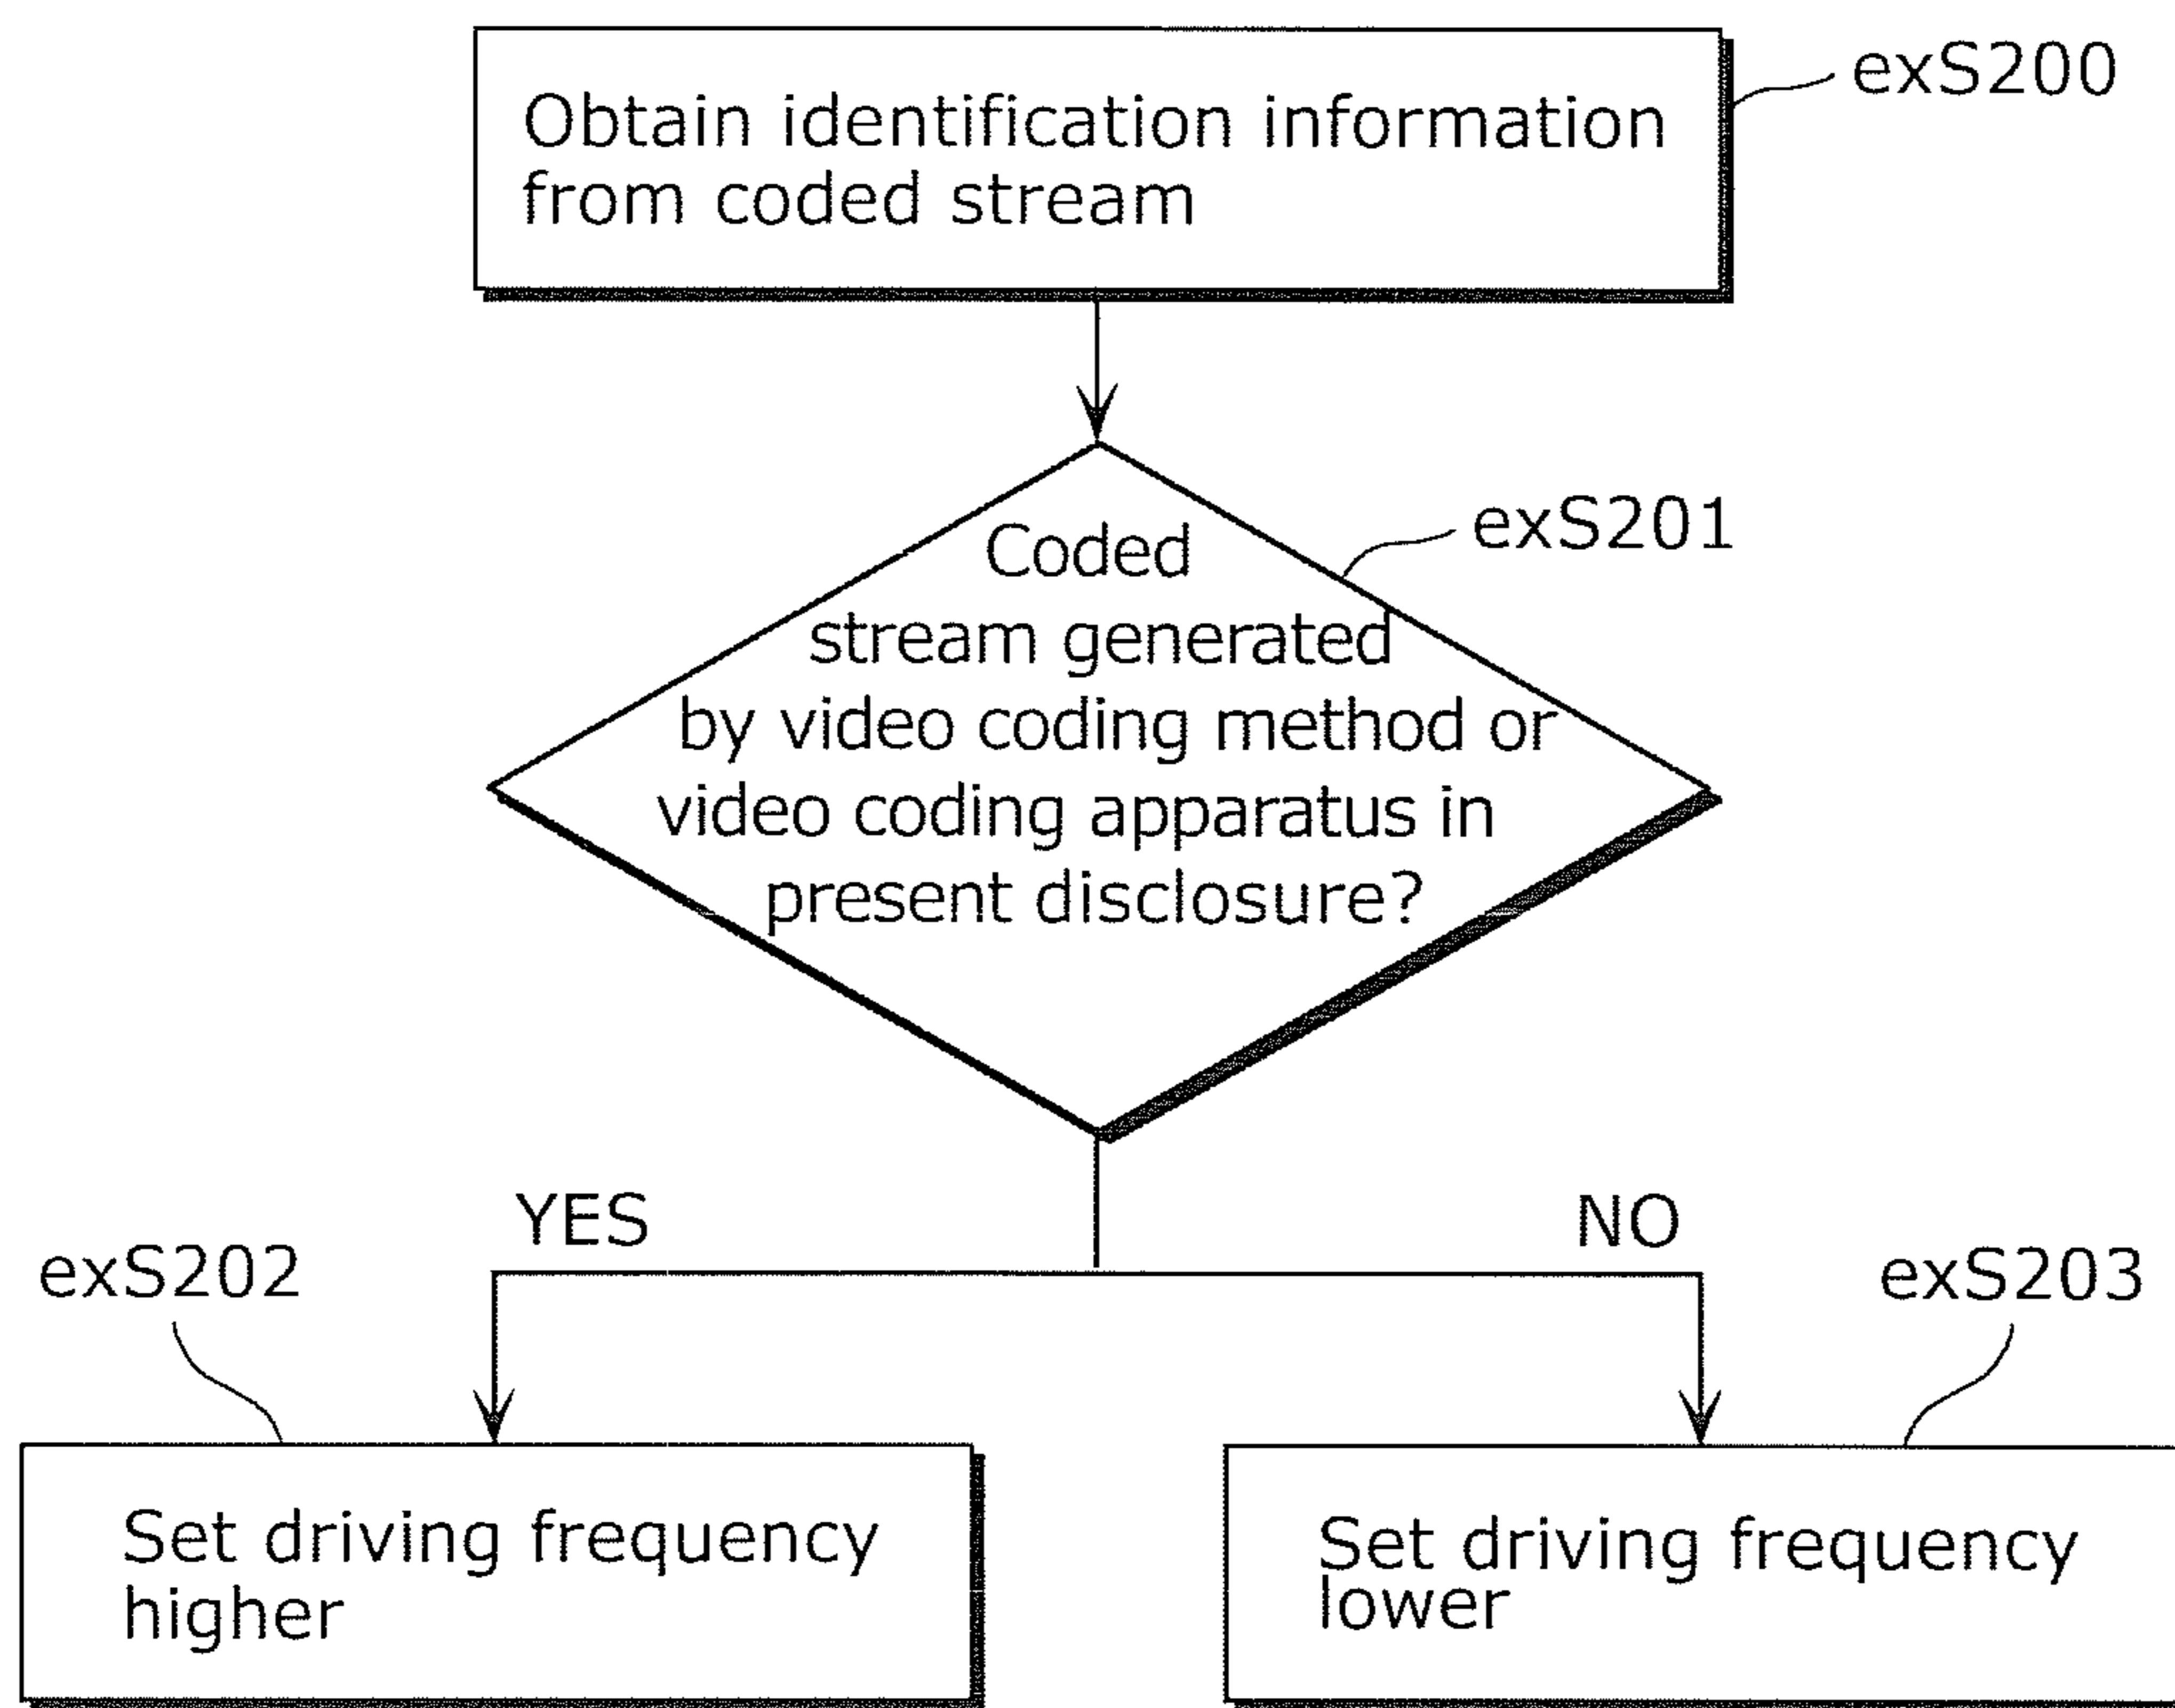 Obtain identification information
from coded stream
exS200
exS201
Coded
stream generated
by video coding method or
video coding apparatus in
present disclosure?
YES
NO
exS202
exS203
Set driving frequency
higher
Set driving frequency
lower